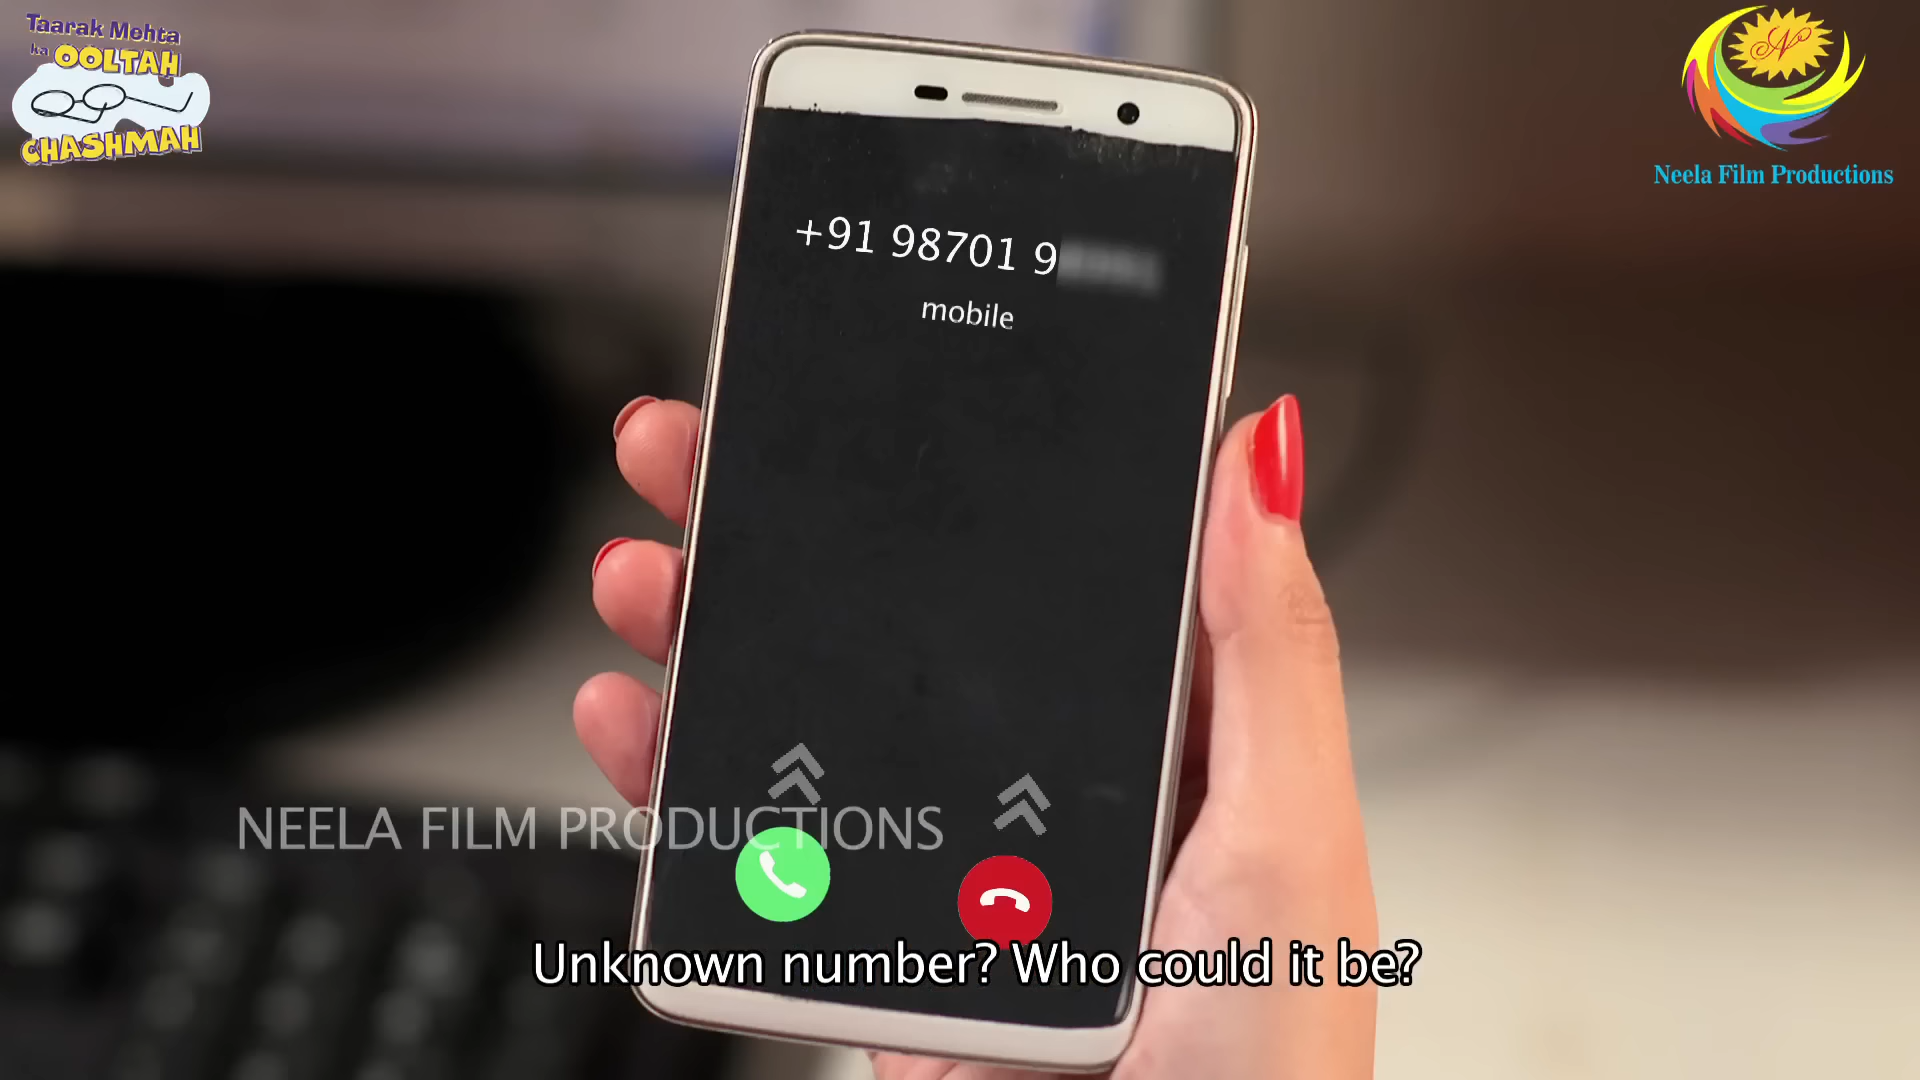 Taarak Mehta
ka OOLTAH
CHASHMAH
Neela Film Productions
+91 98701 9
mobile
NEELA FILM PRODUCTIONS
Unknown number? Who could it be?